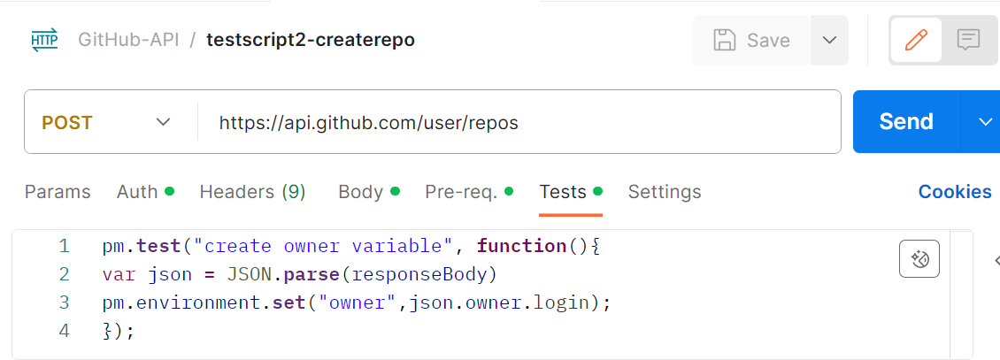 HTTP GitHub-API / testscript2-createrepo Save
POST https://api.github.com/user/repos Send
Params Auth Headers (9) Body Pre-req. Tests Settings Cookies
1 pm.test("create owner variable", function(){
2 var json = JSON.parse(responseBody)
3 pm.environment.set("owner",json.owner.login);
4 });